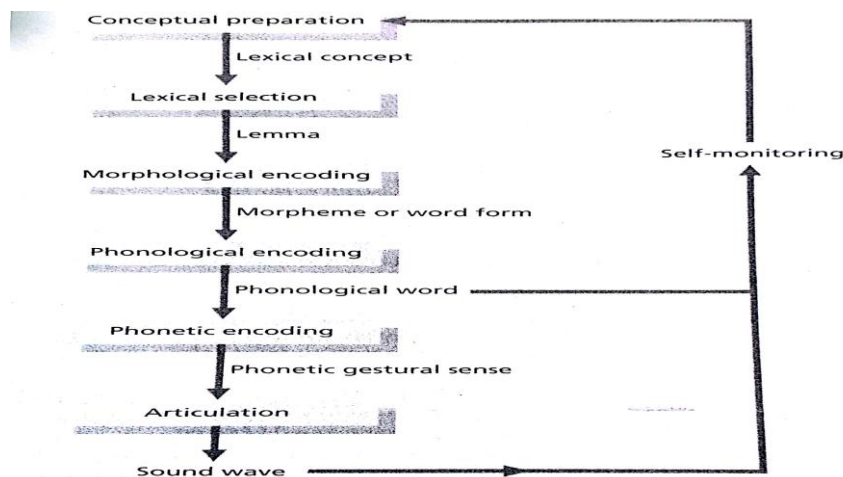 Conceptual preparation
Lexical concept
Lexical selection
Lemma
Morphological encoding
Self-monitoring
Morpheme or word form
Phonological encoding
Phonological word
Phonetic encoding
Phonetic gestural sense
Articulation
Sound wave